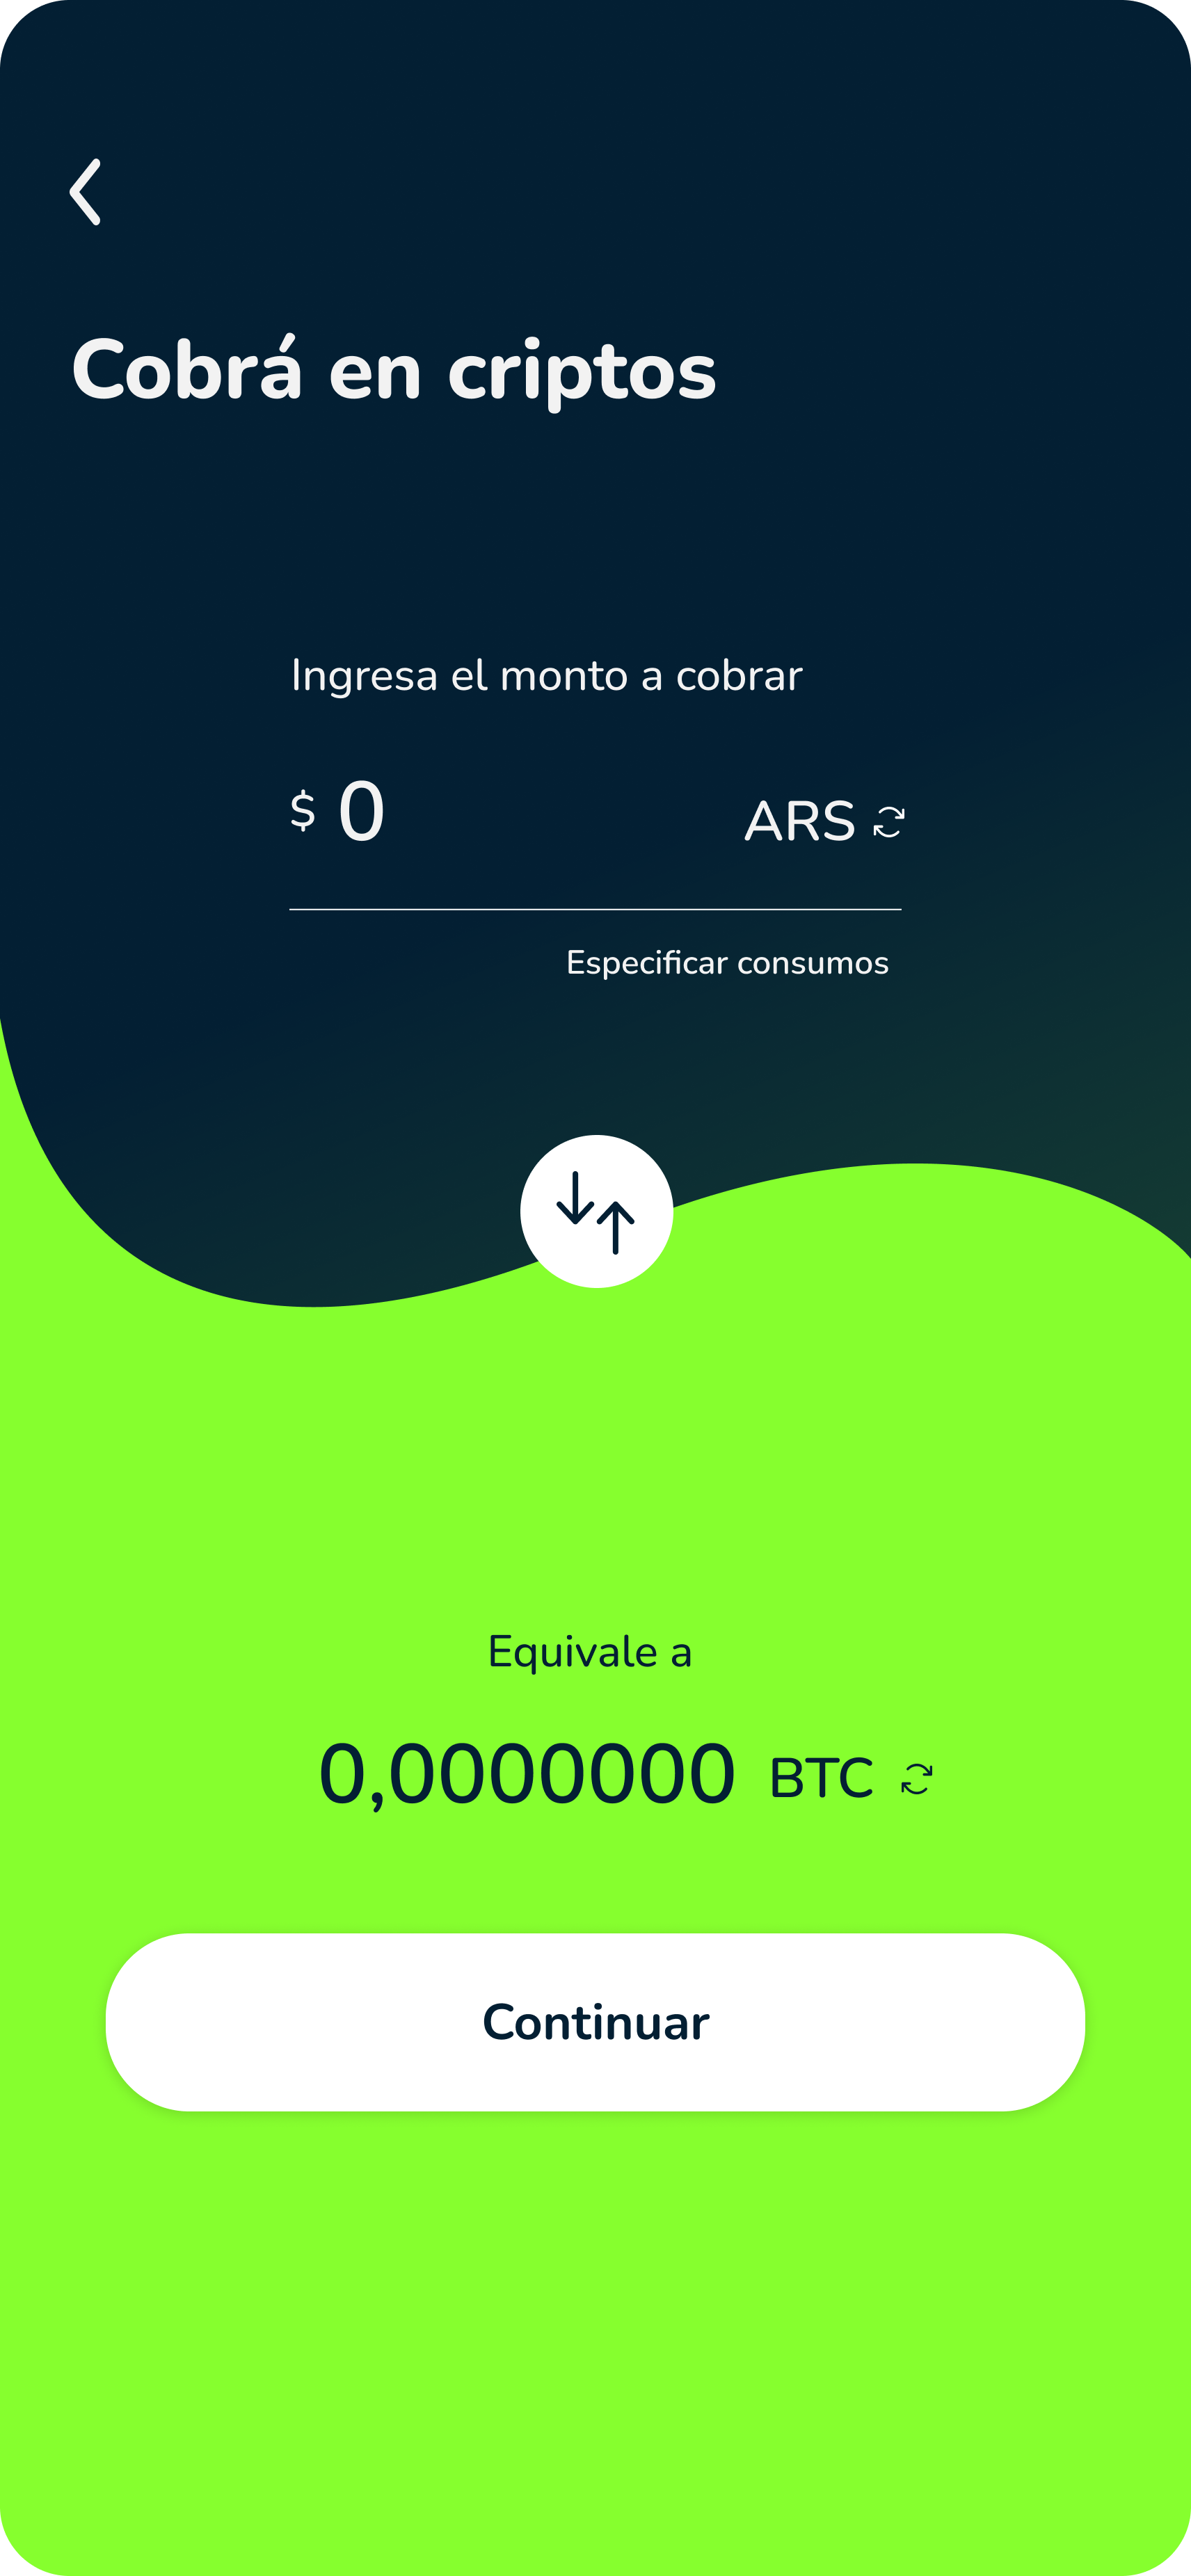 Cobrá en criptos
Ingresa el monto a cobrar
$ 0 ARS
Especificar consumos
Equivale a
0,0000000 BTC
Continuar